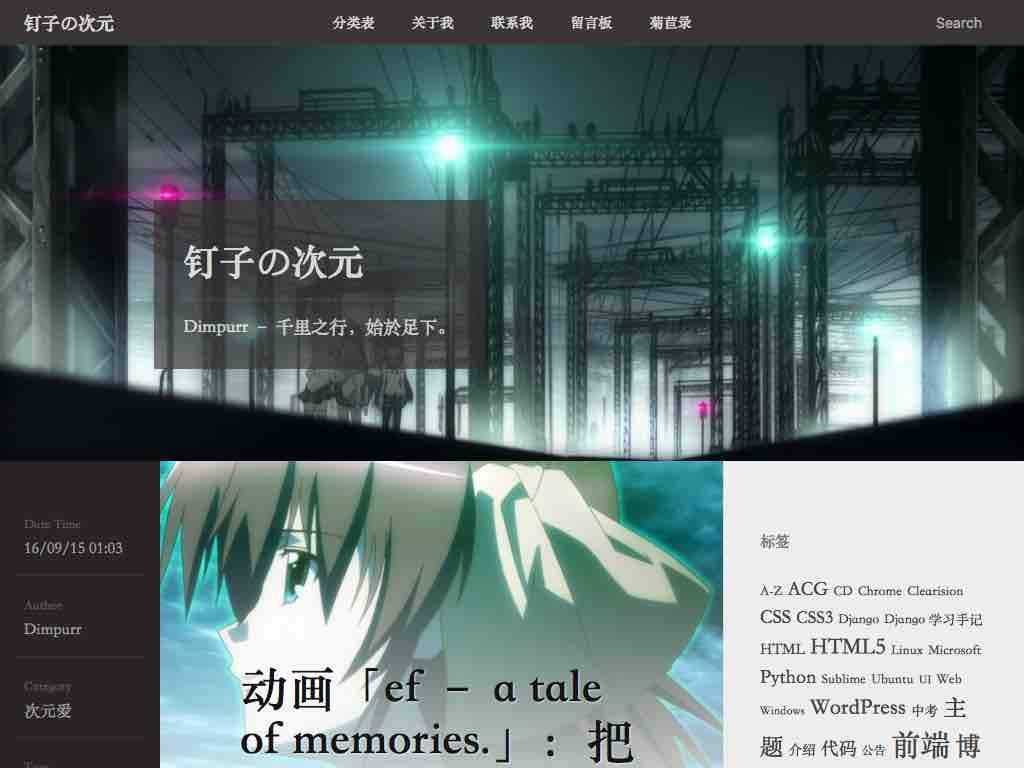 钉子の次元
分类表 关于我 联系我 留言板 菊苣录
Search
钉子の次元
Dimpurr － 千里之行，始於足下。
Date Time
16/09/15 01:03
Author
Dimpurr
Category
次元爱
动画「ef － a tale
of memories.」：把
标签
A-Z ACG CD Chrome Clearision
CSS CSS3 Django Django 学习手记
HTML HTML5 Linux Microsoft
Python Sublime Ubuntu UI Web
Windows WordPress 中考 主
题 介绍 代码 公告 前端 博